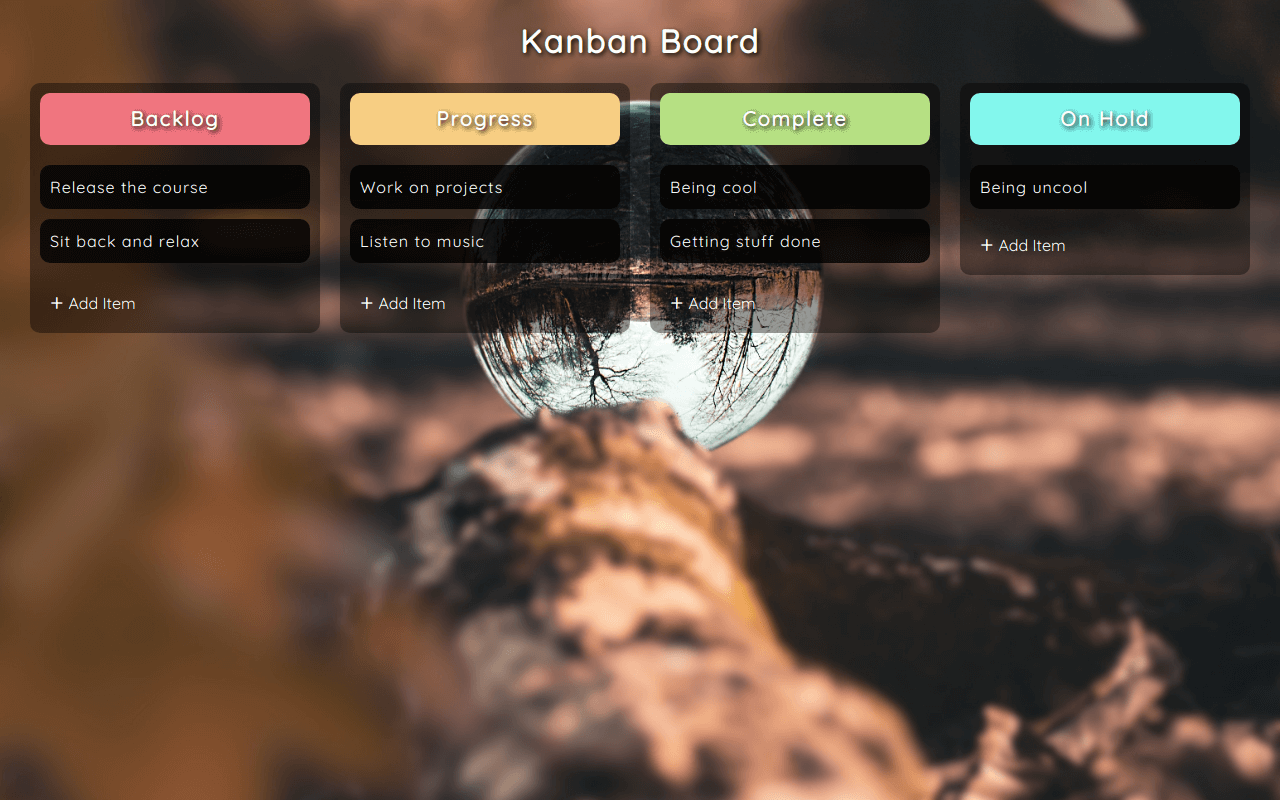 Kanban Board
Backlog
Release the course
Sit back and relax
+ Add Item
Progress
Work on projects
Listen to music
+ Add Item
Complete
Being cool
Getting stuff done
+ Add Item
On Hold
Being uncool
+ Add Item